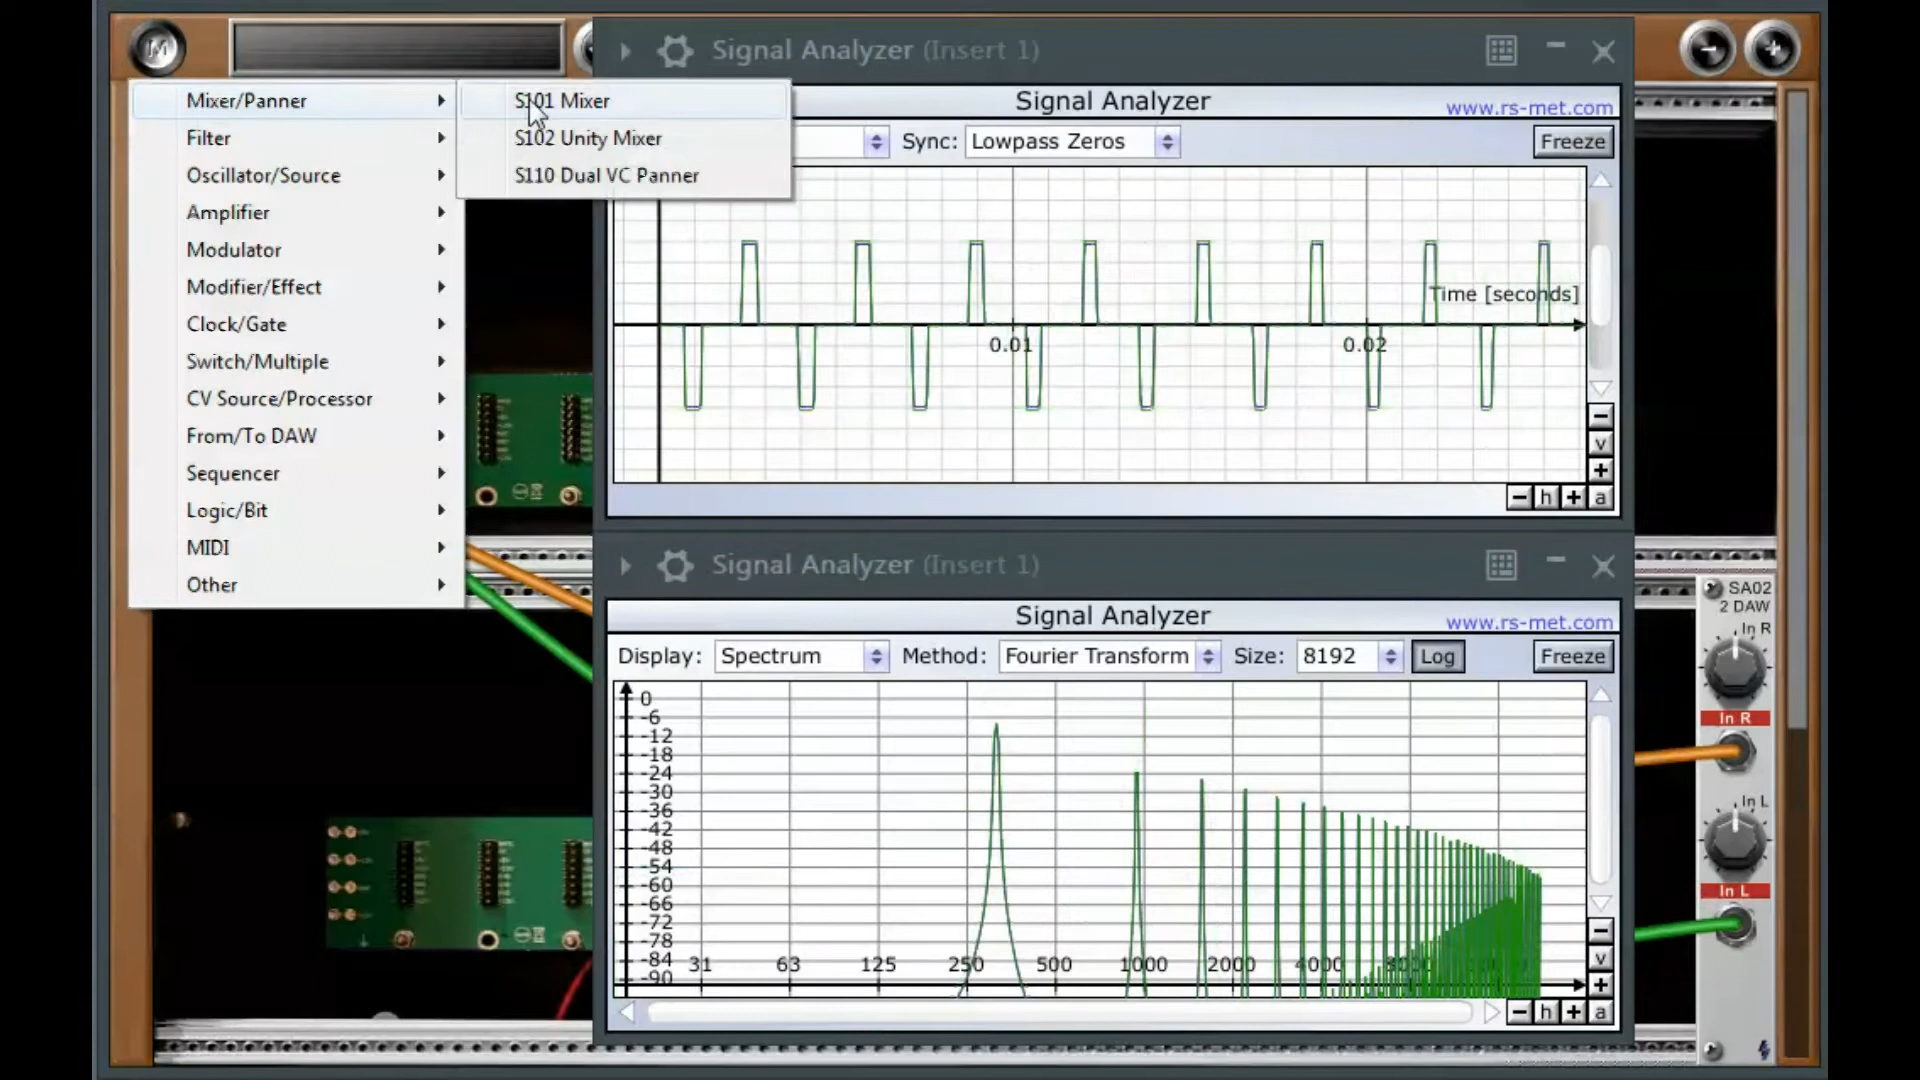 M
Signal Analyzer (Insert 1)
Mixer/Panner
Filter
Oscillator/Source
Amplifier
Modulator
Modifier/Effect
Clock/Gate
Switch/Multiple
CV Source/Processor
From/To DAW
Sequencer
Logic/Bit
MIDI
Other
S101 Mixer
S102 Unity Mixer
S110 Dual VC Panner
Signal Analyzer
www.rs-met.com
Sync: Lowpass Zeros
Freeze
Time [seconds]
0.01
0.02
- v +
- h + a
Signal Analyzer (Insert 1)
Signal Analyzer
www.rs-met.com
Display: Spectrum Method: Fourier Transform Size: 8192 Log Freeze
0
-6
-12
-18
-24
-30
-36
-42
-48
-54
-60
-66
-72
-78
-84
-90
31 63 125 250 500 1000 2000 4000
- v +
- h + a
SA02
2 DAW
In R
In R
In L
In L